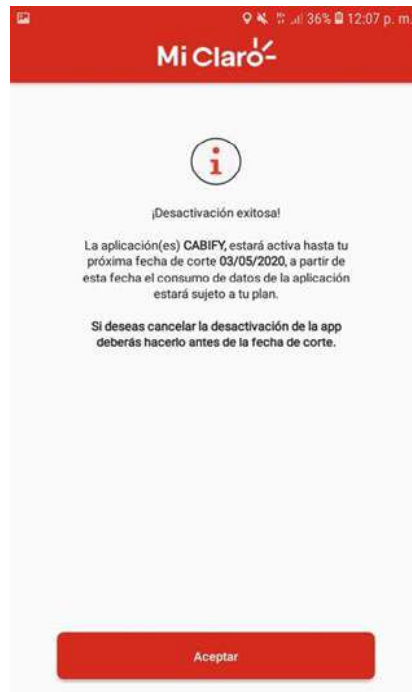 36% 12:07 p. m.
Mi Claro
i
¡Desactivación exitosa!
La aplicación(es) CABIFY, estará activa hasta tu
próxima fecha de corte 03/05/2020, a partir de
esta fecha el consumo de datos de la aplicación
estará sujeto a tu plan.
Si deseas cancelar la desactivación de la app
deberás hacerlo antes de la fecha de corte.
Aceptar